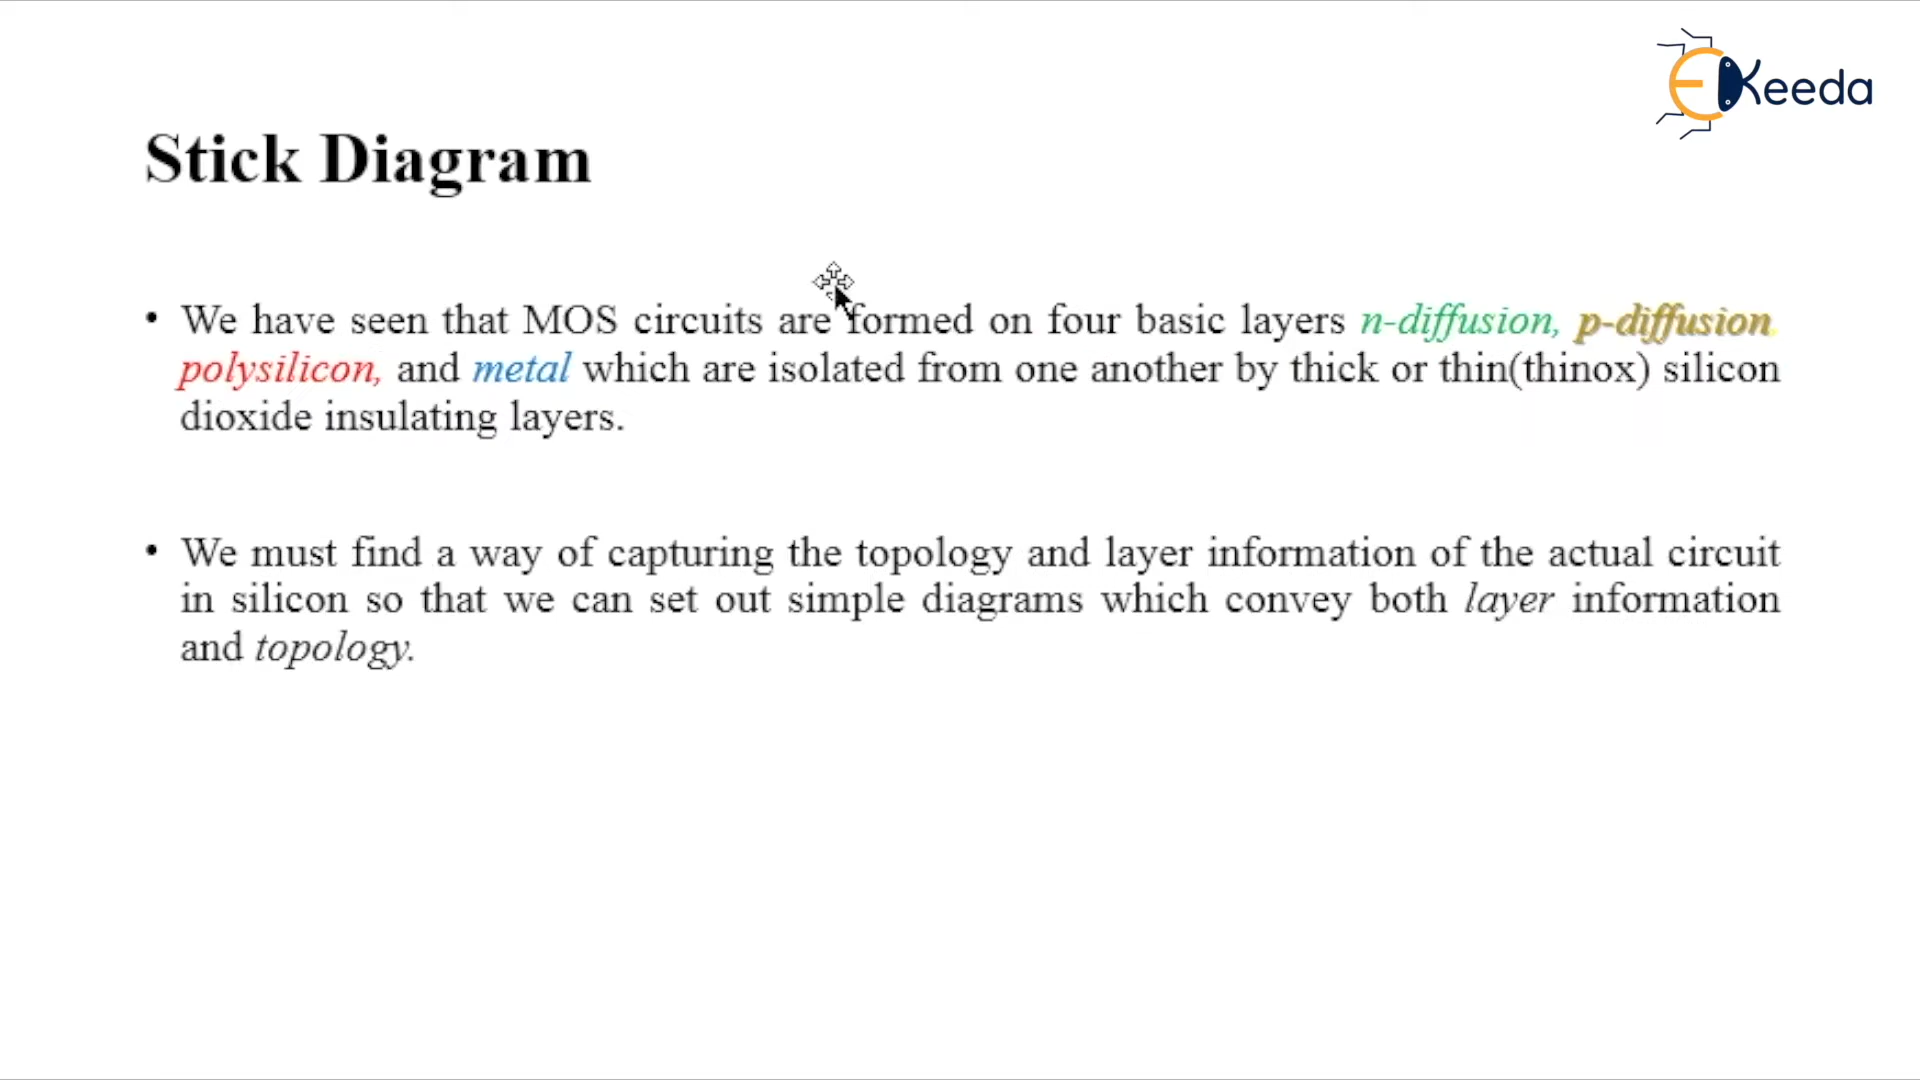 EKeeda
Stick Diagram
• We have seen that MOS circuits are formed on four basic layers n-diffusion, p-diffusion,
polysilicon, and metal which are isolated from one another by thick or thin(thinox) silicon
dioxide insulating layers.
• We must find a way of capturing the topology and layer information of the actual circuit
in silicon so that we can set out simple diagrams which convey both layer information
and topology.